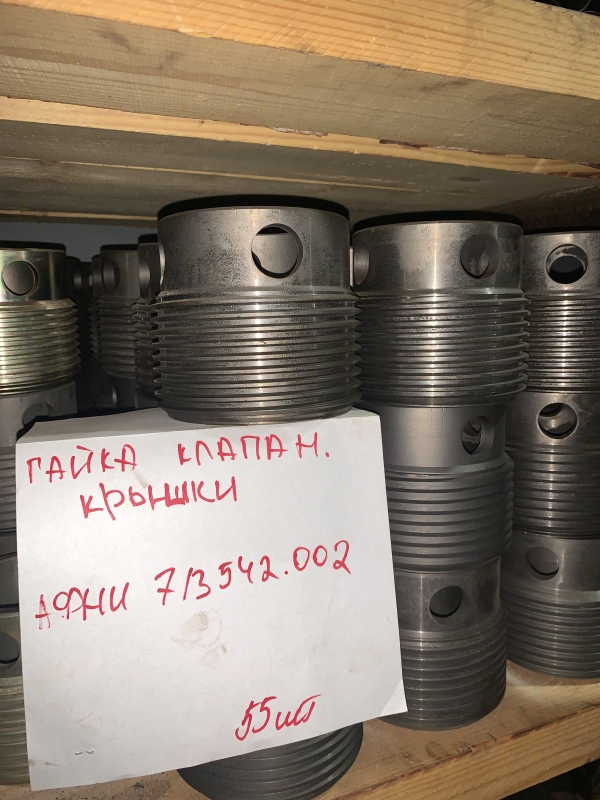 ГАЙКА КЛАПАН.
КРЫШКИ
АФНИ 713542.002
55шт